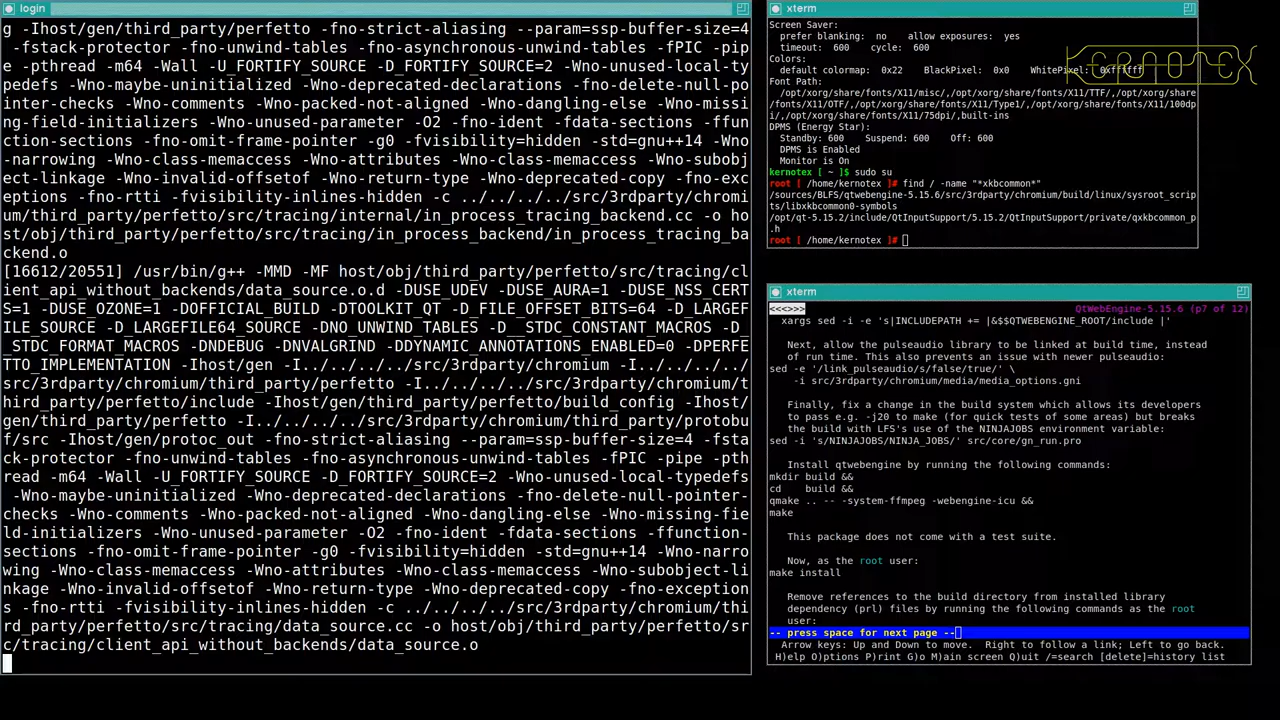 login
g -Ihost/gen/third_party/perfetto -fno-strict-aliasing --param=ssp-buffer-size=4
 -fstack-protector -fno-unwind-tables -fno-asynchronous-unwind-tables -fPIC -pip
e -pthread -m64 -Wall -U_FORTIFY_SOURCE -D_FORTIFY_SOURCE=2 -Wno-unused-local-ty
pedefs -Wno-maybe-uninitialized -Wno-deprecated-declarations -fno-delete-null-po
inter-checks -Wno-comments -Wno-packed-not-aligned -Wno-dangling-else -Wno-missi
ng-field-initializers -Wno-unused-parameter -O2 -fno-ident -fdata-sections -ffun
ction-sections -fno-omit-frame-pointer -g0 -fvisibility=hidden -std=gnu++14 -Wno
-narrowing -Wno-class-memaccess -Wno-attributes -Wno-class-memaccess -Wno-subobj
ect-linkage -Wno-invalid-offsetof -Wno-return-type -Wno-deprecated-copy -fno-exc
eptions -fno-rtti -fvisibility-inlines-hidden -c ../../../../src/3rdparty/chromi
um/third_party/perfetto/src/tracing/internal/in_process_tracing_backend.cc -o ho
st/obj/third_party/perfetto/src/tracing/in_process_backend/in_process_tracing_ba
ckend.o
[16612/20551] /usr/bin/g++ -MMD -MF host/obj/third_party/perfetto/src/tracing/cl
ient_api_without_backends/data_source.o.d -DUSE_UDEV -DUSE_AURA=1 -DUSE_NSS_CERT
S=1 -DUSE_OZONE=1 -DOFFICIAL_BUILD -DTOOLKIT_QT -D_FILE_OFFSET_BITS=64 -D_LARGEF
ILE_SOURCE -D_LARGEFILE64_SOURCE -DNO_UNWIND_TABLES -D__STDC_CONSTANT_MACROS -D_
_STDC_FORMAT_MACROS -DNDEBUG -DNVALGRIND -DDYNAMIC_ANNOTATIONS_ENABLED=0 -DPERFE
TTO_IMPLEMENTATION -Ihost/gen -I../../../../src/3rdparty/chromium -I../../../../
src/3rdparty/chromium/third_party/perfetto -I../../../../src/3rdparty/chromium/t
hird_party/perfetto/include -Ihost/gen/third_party/perfetto/build_config -Ihost/
gen/third_party/perfetto -I../../../../src/3rdparty/chromium/third_party/protobu
f/src -Ihost/gen/protoc_out -fno-strict-aliasing --param=ssp-buffer-size=4 -fsta
ck-protector -fno-unwind-tables -fno-asynchronous-unwind-tables -fPIC -pipe -pth
read -m64 -Wall -U_FORTIFY_SOURCE -D_FORTIFY_SOURCE=2 -Wno-unused-local-typedefs
 -Wno-maybe-uninitialized -Wno-deprecated-declarations -fno-delete-null-pointer-
checks -Wno-comments -Wno-packed-not-aligned -Wno-dangling-else -Wno-missing-fie
ld-initializers -Wno-unused-parameter -O2 -fno-ident -fdata-sections -ffunction-
sections -fno-omit-frame-pointer -g0 -fvisibility=hidden -std=gnu++14 -Wno-narro
wing -Wno-class-memaccess -Wno-attributes -Wno-class-memaccess -Wno-subobject-li
nkage -Wno-invalid-offsetof -Wno-return-type -Wno-deprecated-copy -fno-exception
s -fno-rtti -fvisibility-inlines-hidden -c ../../../../src/3rdparty/chromium/thi
rd_party/perfetto/src/tracing/data_source.cc -o host/obj/third_party/perfetto/sr
c/tracing/client_api_without_backends/data_source.o
xterm
Screen Saver:
  prefer blanking:  no    allow exposures:  yes
  timeout:  600    cycle:  600
Colors:
  default colormap:  0x22    BlackPixel:  0x0    WhitePixel:  0xffffff
KERNOTEX
Font Path:
  /opt/xorg/share/fonts/X11/misc/,/opt/xorg/share/fonts/X11/TTF/,/opt/xorg/share
/fonts/X11/OTF/,/opt/xorg/share/fonts/X11/Type1/,/opt/xorg/share/fonts/X11/100dp
i/,/opt/xorg/share/fonts/X11/75dpi/,built-ins
DPMS (Energy Star):
  Standby: 600    Suspend: 600    Off: 600
  DPMS is Enabled
  Monitor is On
kernotex [ ~ ]$ sudo su
root [ /home/kernotex ]# find / -name "*xkbcommon*"
/sources/BLFS/qtwebengine-5.15.6/src/3rdparty/chromium/build/linux/sysroot_scrip
ts/libxkbcommon0-symbols
/opt/qt-5.15.2/include/QtInputSupport/5.15.2/QtInputSupport/private/qxkbcommon_p
.h
root [ /home/kernotex ]#
xterm
<<<>>> QtWebEngine-5.15.6 (p7 of 12)
xargs sed -i -e 's|INCLUDEPATH += |&$$QTWEBENGINE_ROOT/include |'
Next, allow the pulseaudio library to be linked at build time, instead
of run time. This also prevents an issue with newer pulseaudio:
sed -e '/link_pulseaudio/s/false/true/' \
    -i src/3rdparty/chromium/media/media_options.gni
Finally, fix a change in the build system which allows its developers
to pass e.g. -j20 to make (for quick tests of some areas) but breaks
the build with LFS's use of the NINJAJOBS environment variable:
sed -i 's/NINJAJOBS/NINJA_JOBS/' src/core/gn_run.pro
Install qtwebengine by running the following commands:
mkdir build &&
cd    build &&
qmake .. -- -system-ffmpeg -webengine-icu &&
make
This package does not come with a test suite.
Now, as the root user:
make install
Remove references to the build directory from installed library
dependency (prl) files by running the following commands as the root
user:
-- press space for next page --
  Arrow keys: Up and Down to move.  Right to follow a link; Left to go back.
 H)elp O)ptions P)rint G)o M)ain screen Q)uit /=search [delete]=history list